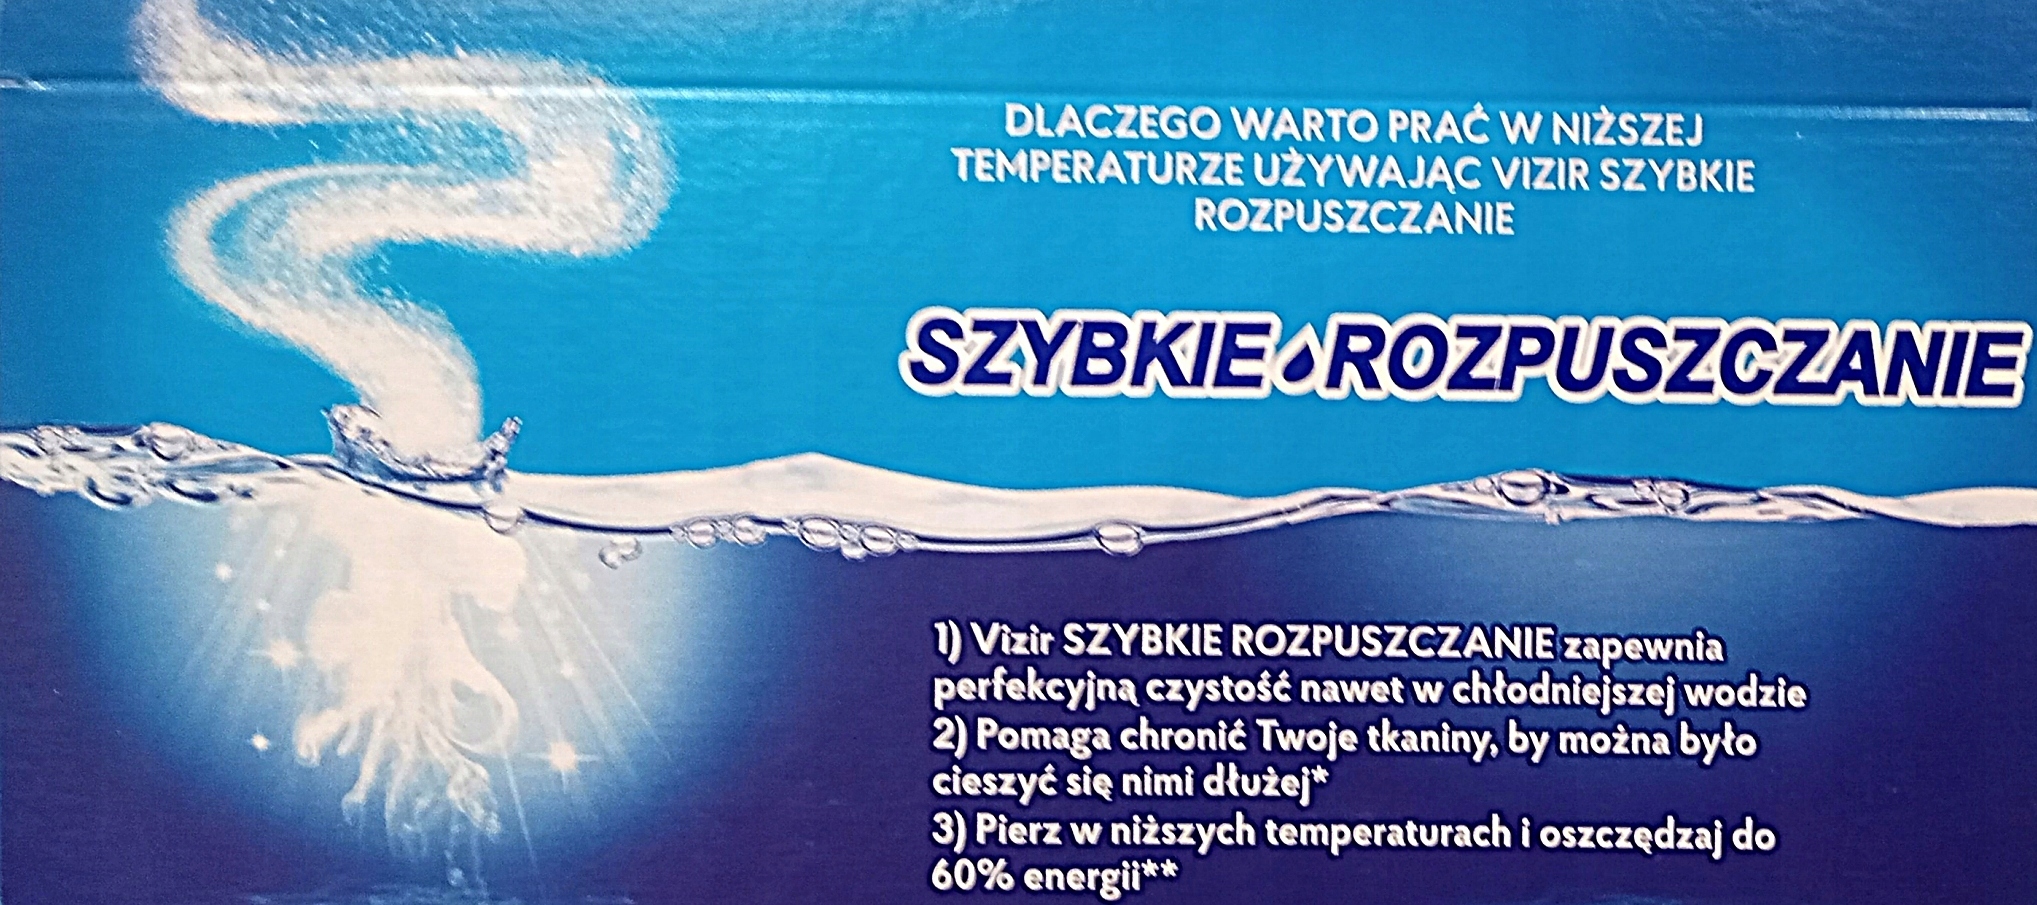 DLACZEGO WARTO PRAĆ W NIŻSZEJ
TEMPERATURZE UŻYWAJĄC VIZIR SZYBKIE
ROZPUSZCZANIE
SZYBKIE ROZPUSZCZANIE
1) Vizir SZYBKIE ROZPUSZCZANIE zapewnia
perfekcyjną czystość nawet w chłodniejszej wodzie
2) Pomaga chronić Twoje tkaniny, by można było
cieszyć się nimi dłużej*
3) Pierz w niższych temperaturach i oszczędzaj do
60% energii**